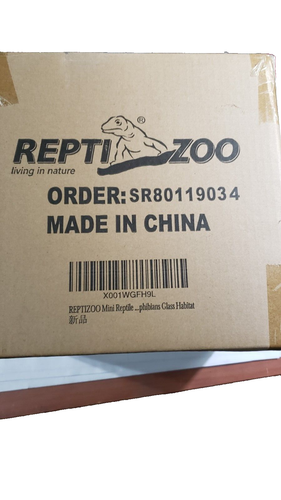 REPTI ZOO ®
living in nature
ORDER: SR80119034
MADE IN CHINA
X001WGFH9L
REPTIZOO Mini Reptile ...phibians Glass Habitat
新品